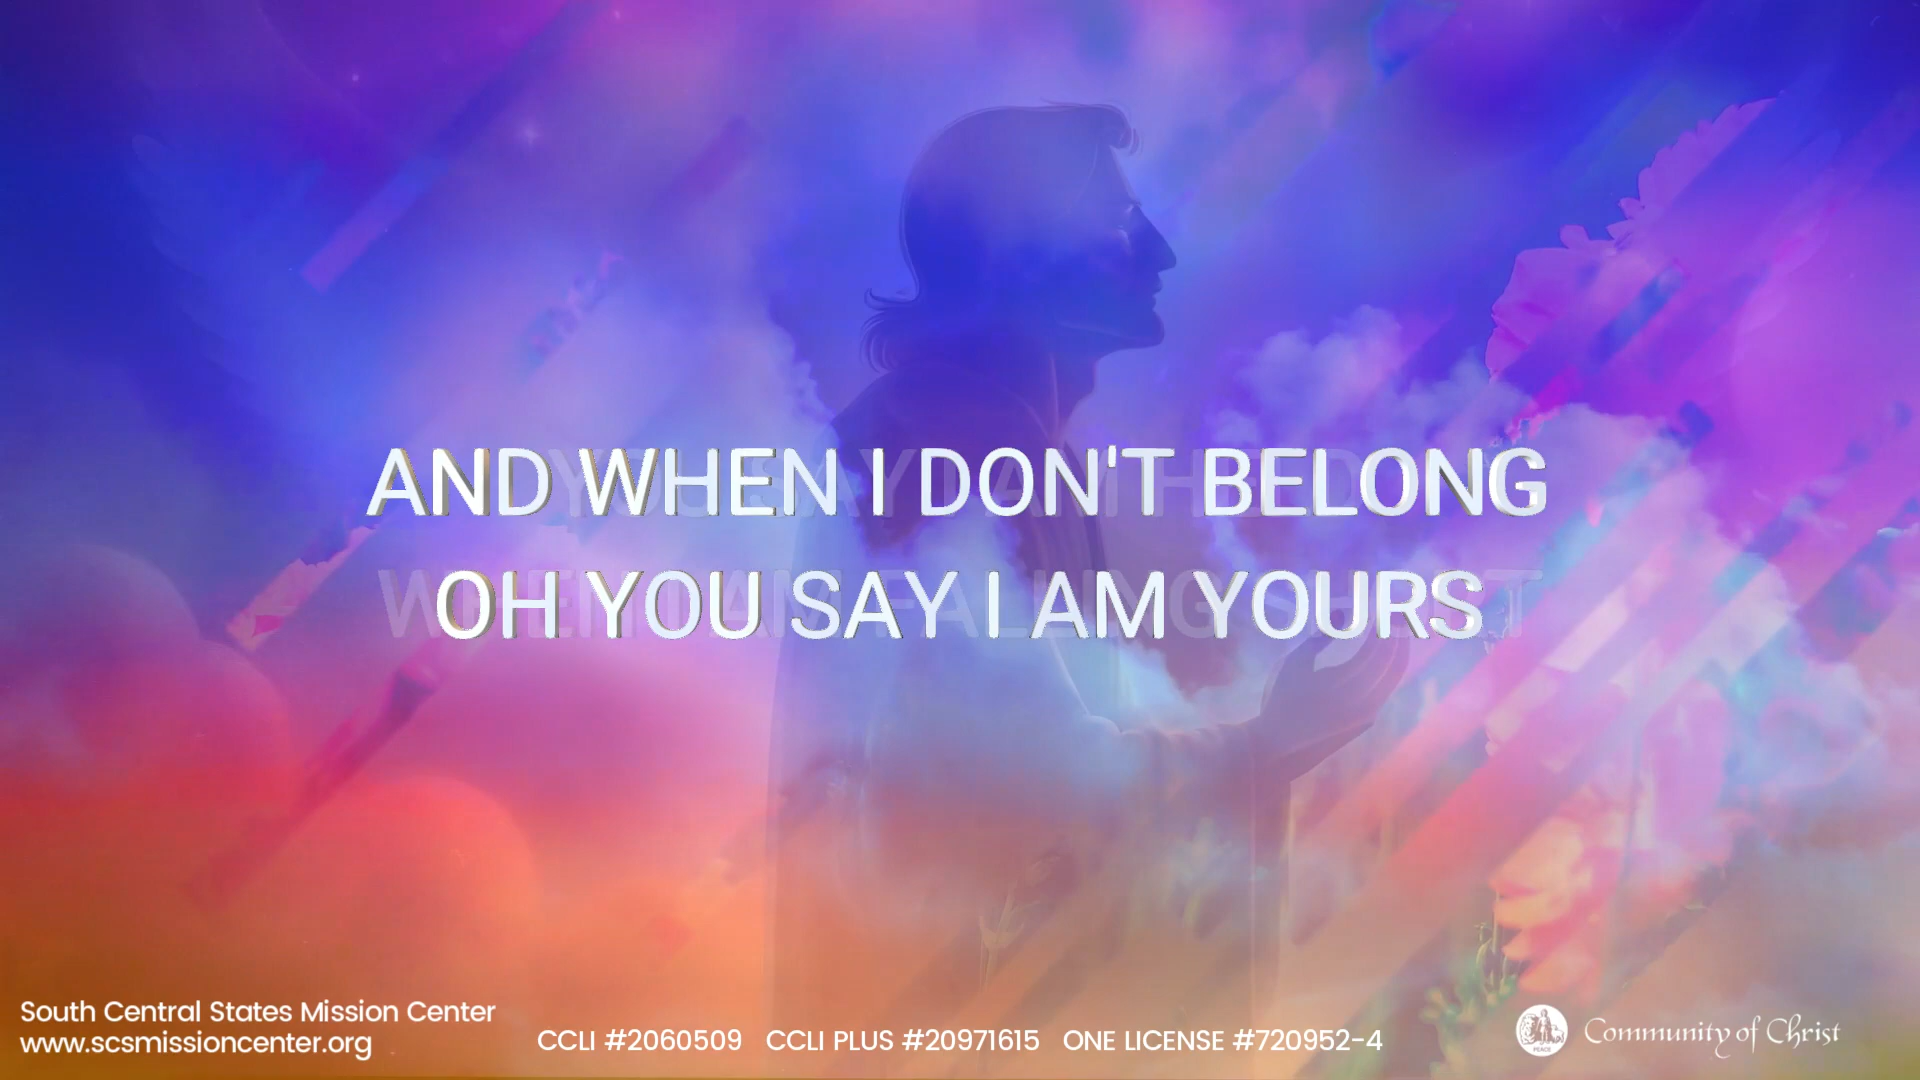 AND WHEN I DON'T BELONG
OH YOU SAY I AM YOURS
South Central States Mission Center
www.scsmissioncenter.org
CCLI #2060509 CCLI PLUS #20971615 ONE LICENSE #720952-4
PEACE
Community of Christ